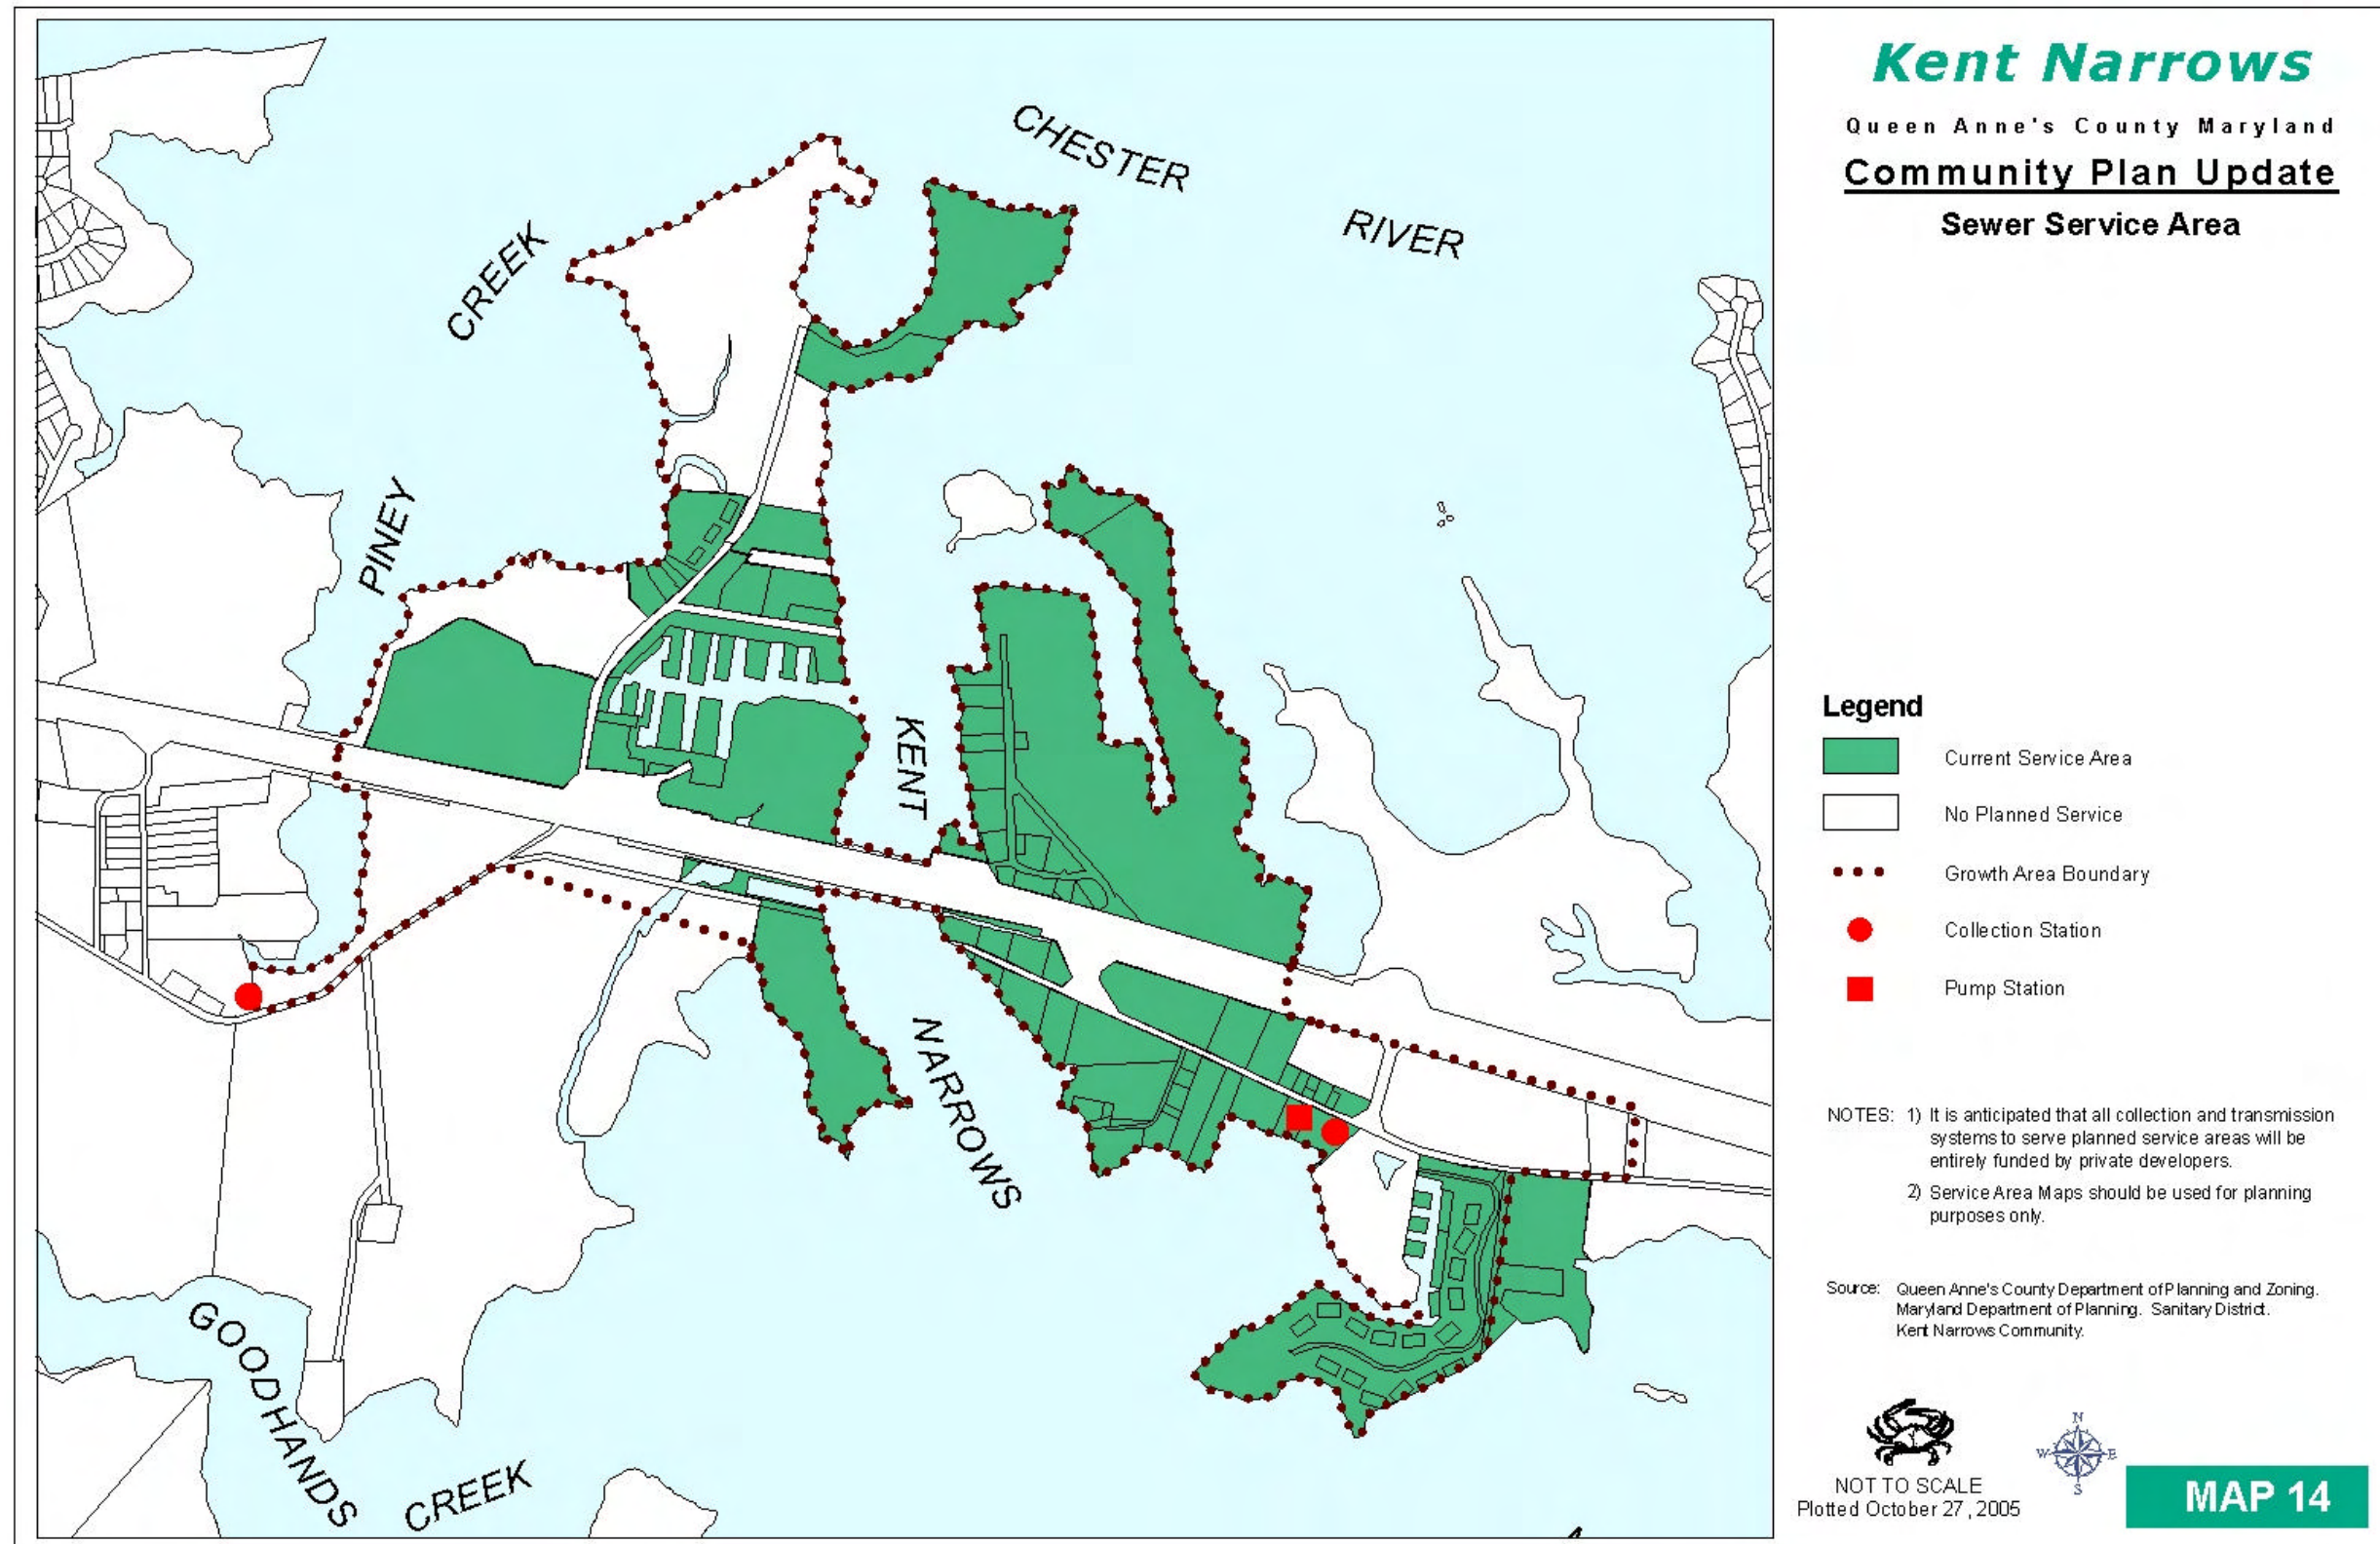 Kent Narrows
Queen Anne's County Maryland
Community Plan Update
Sewer Service Area
CHESTER
RIVER
CREEK
PINEY
KENT
NARROWS
GOODHANDS
CREEK
Legend
Current Service Area
No Planned Service
Growth Area Boundary
Collection Station
Pump Station
NOTES: 1) It is anticipated that all collection and transmission
systems to serve planned service areas will be
entirely funded by private developers.
2) Service Area Maps should be used for planning
purposes only.
Source: Queen Anne's County Department of Planning and Zoning.
Maryland Department of Planning. Sanitary District.
Kent Narrows Community.
N
W E
S
NOT TO SCALE
Plotted October 27, 2005
MAP 14